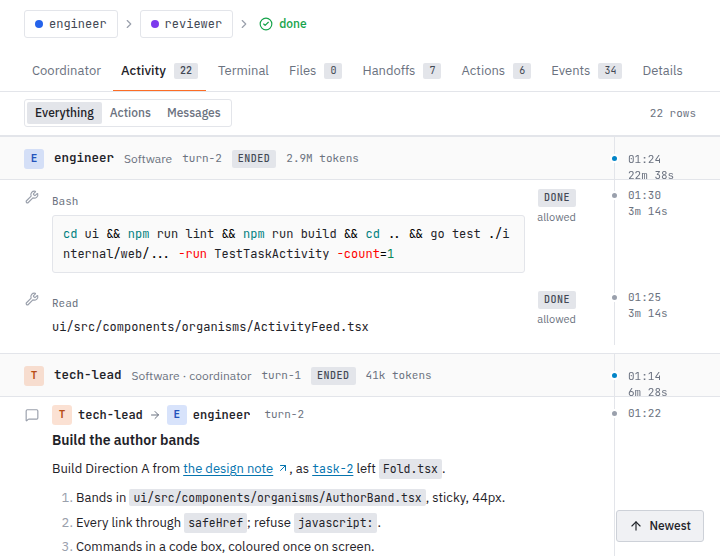 engineer > reviewer > done
Coordinator Activity 22 Terminal Files 0 Handoffs 7 Actions 6 Events 34 Details
Everything Actions Messages 22 rows
E engineer Software turn-2 ENDED 2.9M tokens 01:24
22m 38s
Bash DONE 01:30
allowed 3m 14s
cd ui && npm run lint && npm run build && cd .. && go test ./i
nternal/web/... -run TestTaskActivity -count=1
Read DONE 01:25
allowed 3m 14s
ui/src/components/organisms/ActivityFeed.tsx
T tech-lead Software · coordinator turn-1 ENDED 41k tokens 01:14
6m 28s
T tech-lead → E engineer turn-2 01:22
Build the author bands
Build Direction A from the design note ↗, as task-2 left Fold.tsx.
1. Bands in ui/src/components/organisms/AuthorBand.tsx, sticky, 44px.
2. Every link through safeHref; refuse javascript:.
3. Commands in a code box, coloured once on screen.
↑ Newest